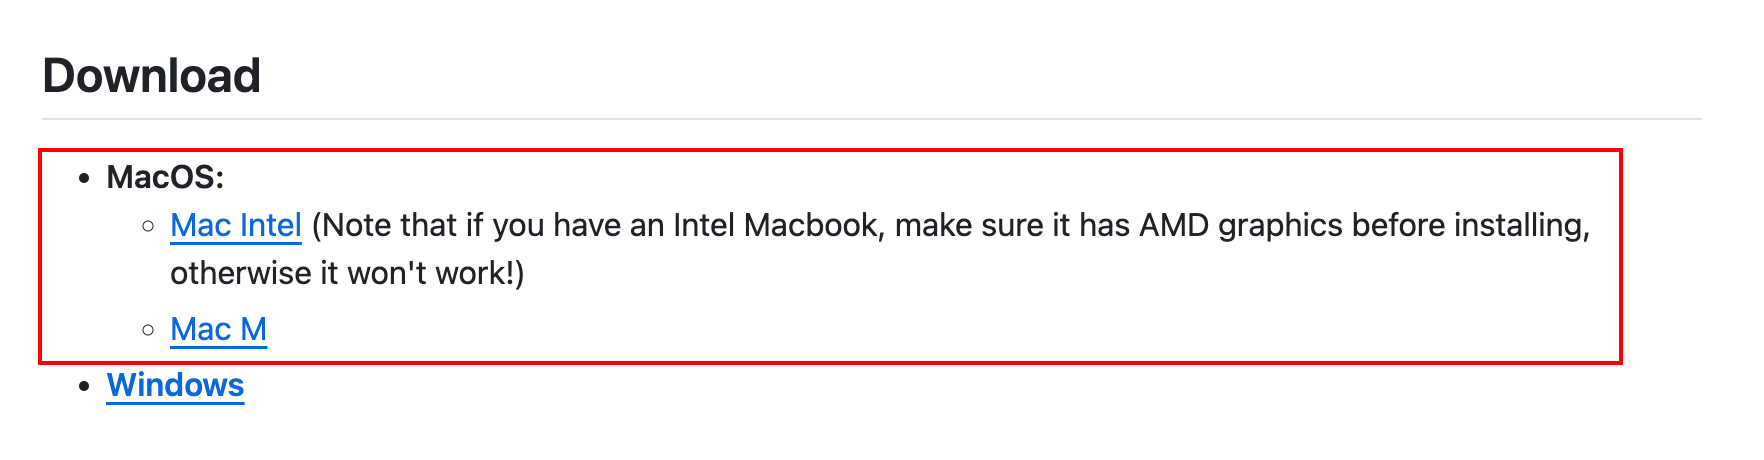 Download
MacOS:
Mac Intel (Note that if you have an Intel Macbook, make sure it has AMD graphics before installing,
otherwise it won't work!)
Mac M
Windows